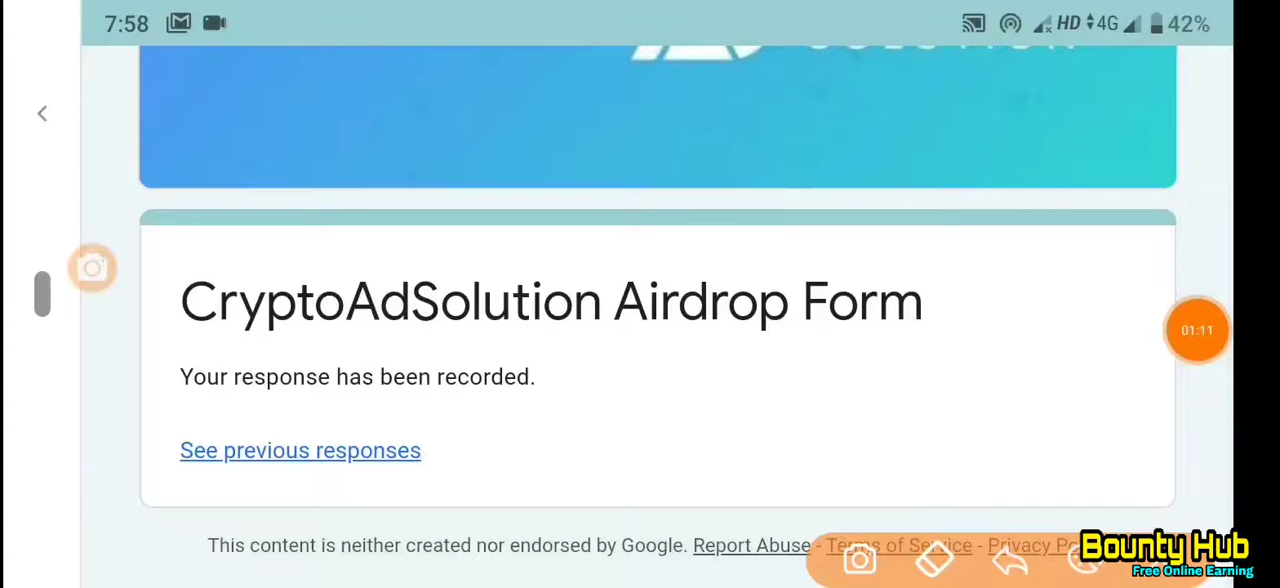 7:58
HD 4G 42%
CryptoAdSolution Airdrop Form
01:11
Your response has been recorded.
See previous responses
This content is neither created nor endorsed by Google. Report Abuse - Terms of Service - Privacy
Bounty Hub
Free Online Earning